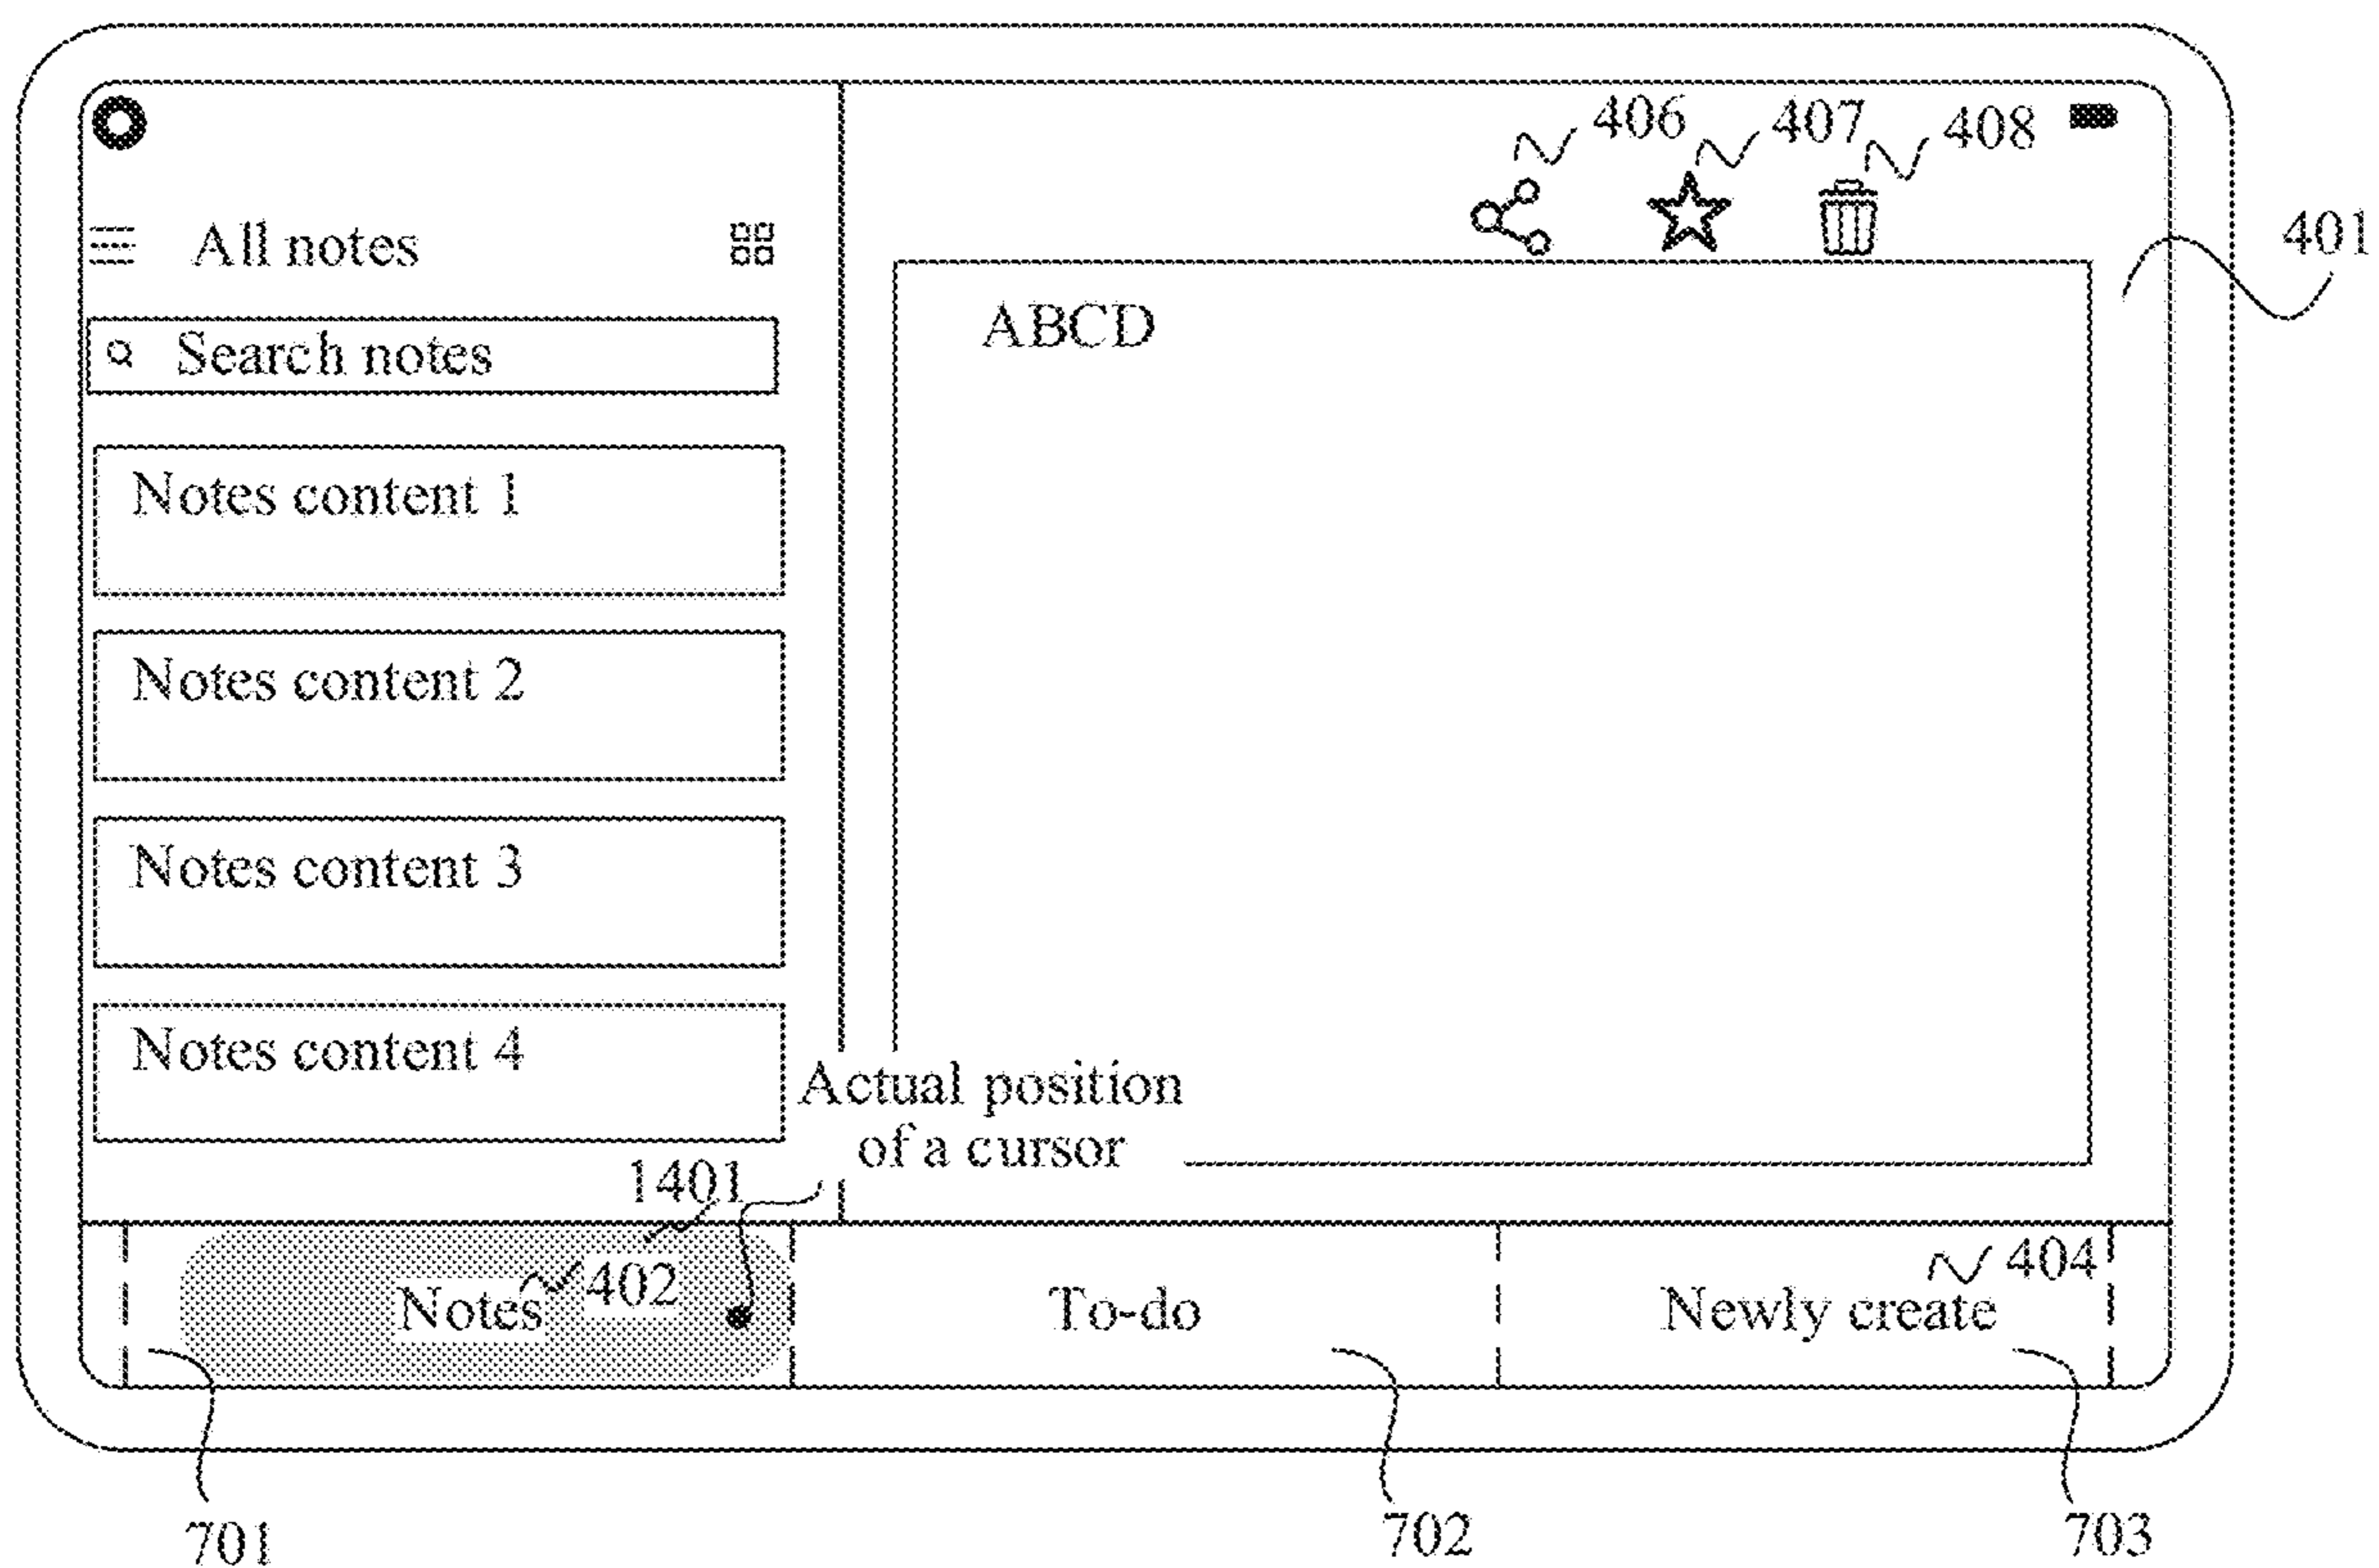 406
407
408
401
All notes
ABCD
Search notes
Notes content 1
Notes content 2
Notes content 3
Notes content 4
Actual position
of a cursor
1401
402
404
Notes
To-do
Newly create
701
702
703